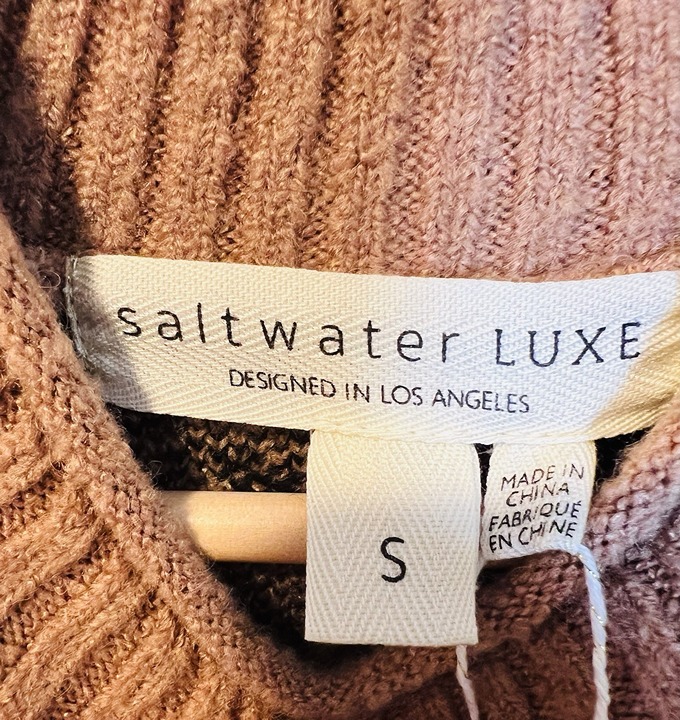 saltwater LUXE
DESIGNED IN LOS ANGELES
S
MADE IN
CHINA
FABRIQUÉ
EN CHINE